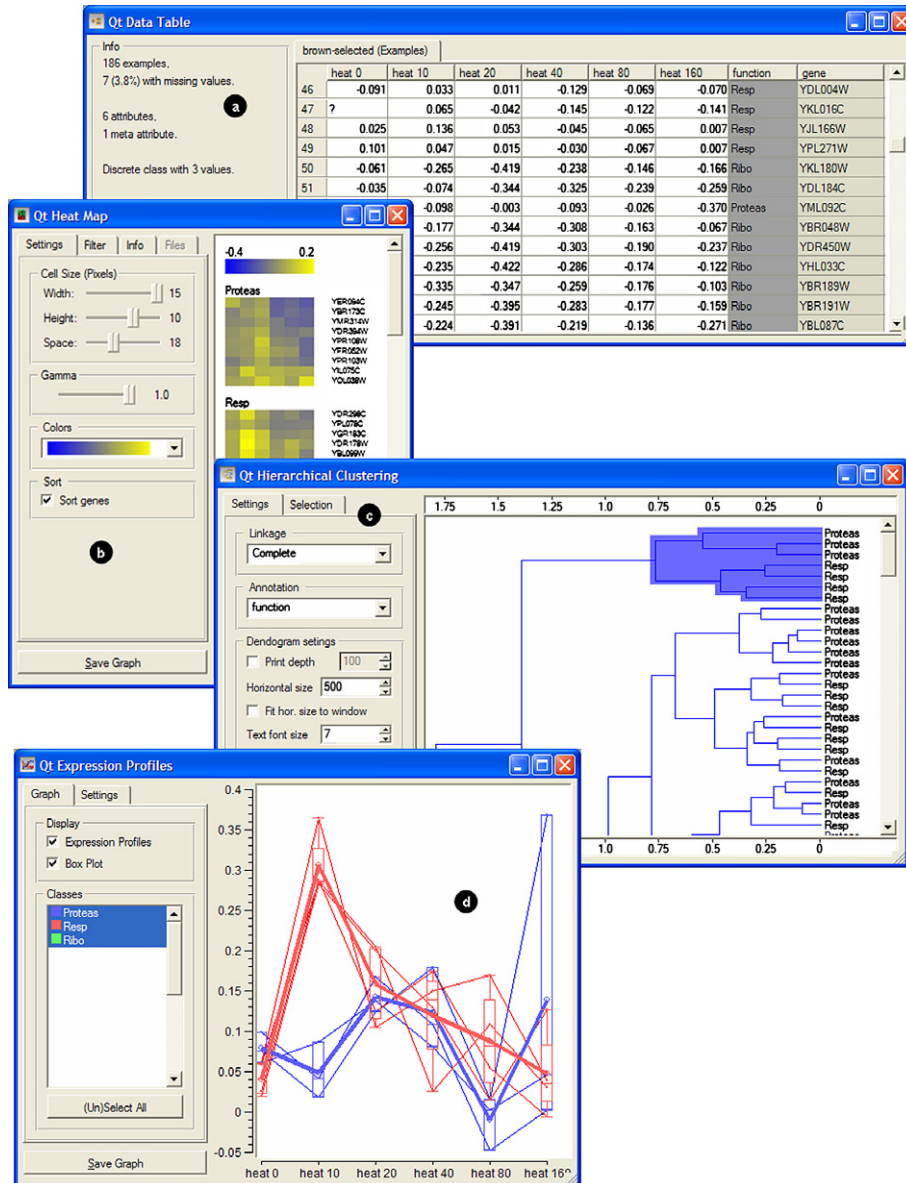 Qt Data Table
Info
186 examples,
7 (3.8%) with missing values.
6 attributes,
1 meta attribute.
Discrete class with 3 values.
a
brown-selected (Examples)
heat 0 heat 10 heat 20 heat 40 heat 80 heat 160 function gene
46 -0.091 0.033 0.011 -0.129 -0.069 -0.070 Resp YDL004W
47 ? 0.065 -0.042 -0.145 -0.122 -0.141 Resp YKL016C
48 0.025 0.136 0.053 -0.045 -0.065 0.007 Resp YJL166W
49 0.101 0.047 0.015 -0.030 -0.067 0.007 Resp YPL271W
50 -0.061 -0.265 -0.419 -0.238 -0.146 -0.166 Ribo YKL180W
51 -0.035 -0.074 -0.344 -0.325 -0.239 -0.259 Ribo YDL184C
-0.098 -0.003 -0.093 -0.026 -0.370 Proteas YML092C
-0.177 -0.344 -0.308 -0.163 -0.067 Ribo YBR048W
-0.256 -0.419 -0.303 -0.190 -0.237 Ribo YDR450W
-0.235 -0.422 -0.286 -0.174 -0.122 Ribo YHL033C
-0.335 -0.347 -0.259 -0.176 -0.103 Ribo YBR189W
-0.245 -0.395 -0.283 -0.177 -0.159 Ribo YBR191W
-0.224 -0.391 -0.219 -0.136 -0.271 Ribo YBL087C
Qt Heat Map
Settings Filter Info Files
Cell Size (Pixels)
Width: 15
Height: 10
Space: 18
Gamma
1.0
Colors
Sort
Sort genes
b
Save Graph
-0.4 0.2
Proteas
YER094C
YBR173C
YMR314W
YDR394W
YPR108W
YFR052W
YPR103W
YIL075C
YOL038W
Resp
YDR298C
YPL078C
YGR183C
YDR178W
YBL099W
Qt Hierarchical Clustering
Settings Selection
c
Linkage
Complete
Annotation
function
Dendogram setings
Print depth 100
Horizontal size 500
Fit hor. size to window
Text font size 7
1.75 1.5 1.25 1.0 0.75 0.5 0.25 0
Proteas
Proteas
Proteas
Resp
Resp
Resp
Resp
Proteas
Proteas
Proteas
Proteas
Proteas
Proteas
Resp
Resp
Resp
Resp
Proteas
Resp
Resp
Resp
Proteas
Resp
Proteas
Resp
Proteas
Proteas
Resp
1.0 0.75 0.5 0.25 0
Qt Expression Profiles
Graph Settings
Display
Expression Profiles
Box Plot
Classes
Proteas
Resp
Ribo
(Un)Select All
Save Graph
d
0.4
0.35
0.3
0.25
0.2
0.15
0.1
0.05
0
-0.05
heat 0 heat 10 heat 20 heat 40 heat 80 heat 160